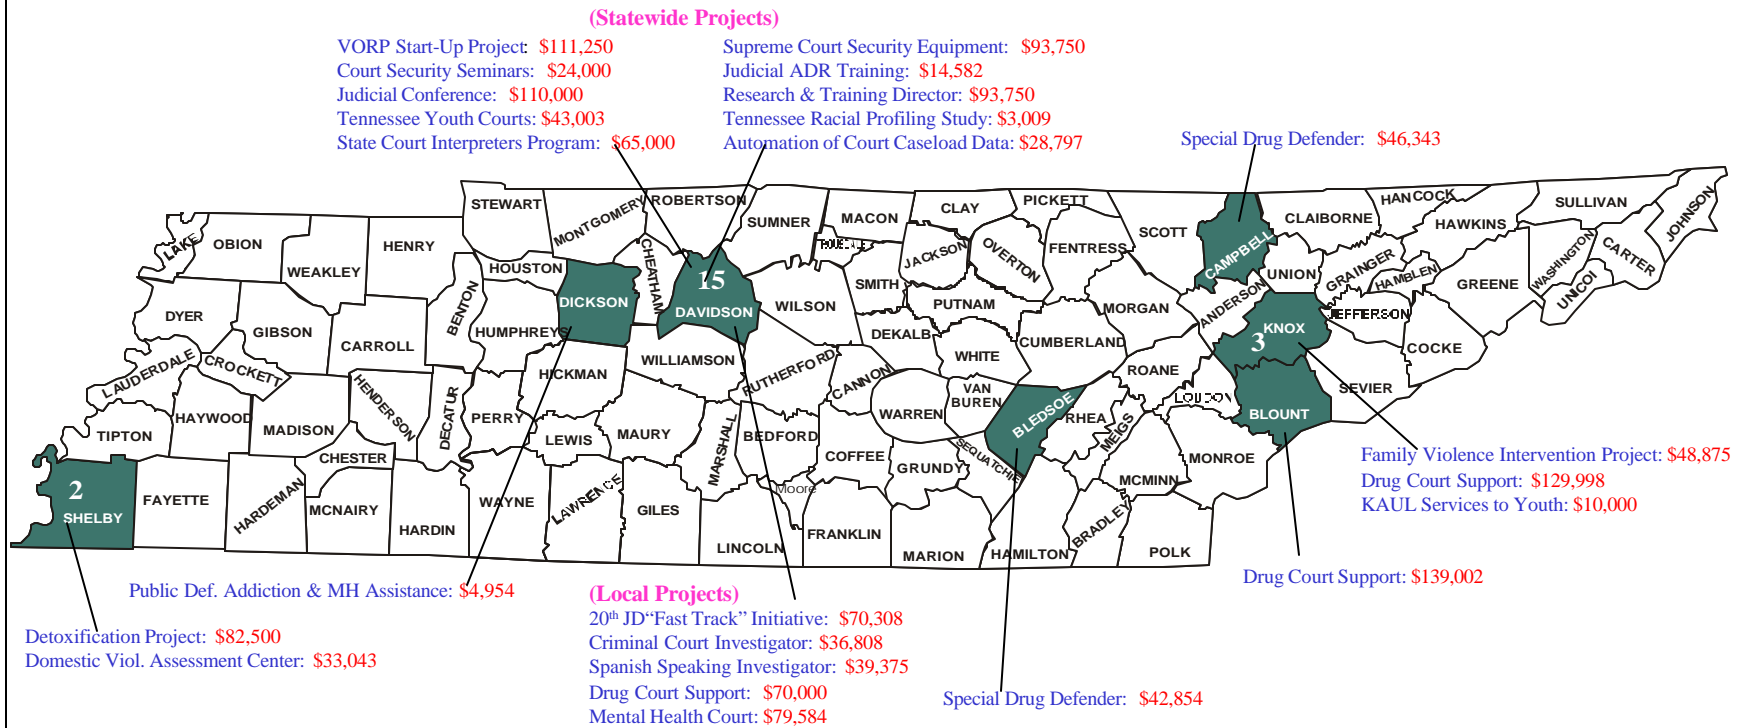 (Statewide Projects)
VORP Start-Up Project: $111,250
Court Security Seminars: $24,000
Judicial Conference: $110,000
Tennessee Youth Courts: $43,003
State Court Interpreters Program: $65,000
Supreme Court Security Equipment: $93,750
Judicial ADR Training: $14,582
Research & Training Director: $93,750
Tennessee Racial Profiling Study: $3,009
Automation of Court Caseload Data: $28,797
Special Drug Defender: $46,343
LAKE
OBION
WEAKLEY
HENRY
STEWART
MONTGOMERY
ROBERTSON
SUMNER
MACON
CLAY
PICKETT
SCOTT
CAMPBELL
CLAIBORNE
HANCOCK
HAWKINS
SULLIVAN
JOHNSON
DYER
GIBSON
CARROLL
BENTON
HOUSTON
HUMPHREYS
DICKSON
CHEATHAM
15
DAVIDSON
WILSON
SMITH
JACKSON
OVERTON
FENTRESS
PUTNAM
MORGAN
ANDERSON
UNION
GRAINGER
HAMBLEN
JEFFERSON
GREENE
WASHINGTON
UNICOI
CARTER
LAUDERDALE
CROCKETT
HAYWOOD
MADISON
HENDERSON
DECATUR
PERRY
HICKMAN
WILLIAMSON
RUTHERFORD
CANNON
DEKALB
WHITE
CUMBERLAND
ROANE
KNOX
3
LOUDON
BLOUNT
SEVIER
COCKE
TIPTON
2
SHELBY
FAYETTE
HARDEMAN
CHESTER
MCNAIRY
HARDIN
WAYNE
LEWIS
LAWRENCE
MAURY
GILES
MARSHALL
BEDFORD
Moore
LINCOLN
COFFEE
FRANKLIN
WARREN
VAN
BUREN
GRUNDY
SEQUATCHIE
MARION
BLEDSOE
RHEA
MEIGS
HAMILTON
BRADLEY
MCMINN
MONROE
POLK
Family Violence Intervention Project: $48,875
Drug Court Support: $129,998
KAUL Services to Youth: $10,000
Drug Court Support: $139,002
Public Def. Addiction & MH Assistance: $4,954
Detoxification Project: $82,500
Domestic Viol. Assessment Center: $33,043
(Local Projects)
20th JD“Fast Track” Initiative: $70,308
Criminal Court Investigator: $36,808
Spanish Speaking Investigator: $39,375
Drug Court Support: $70,000
Mental Health Court: $79,584
Special Drug Defender: $42,854